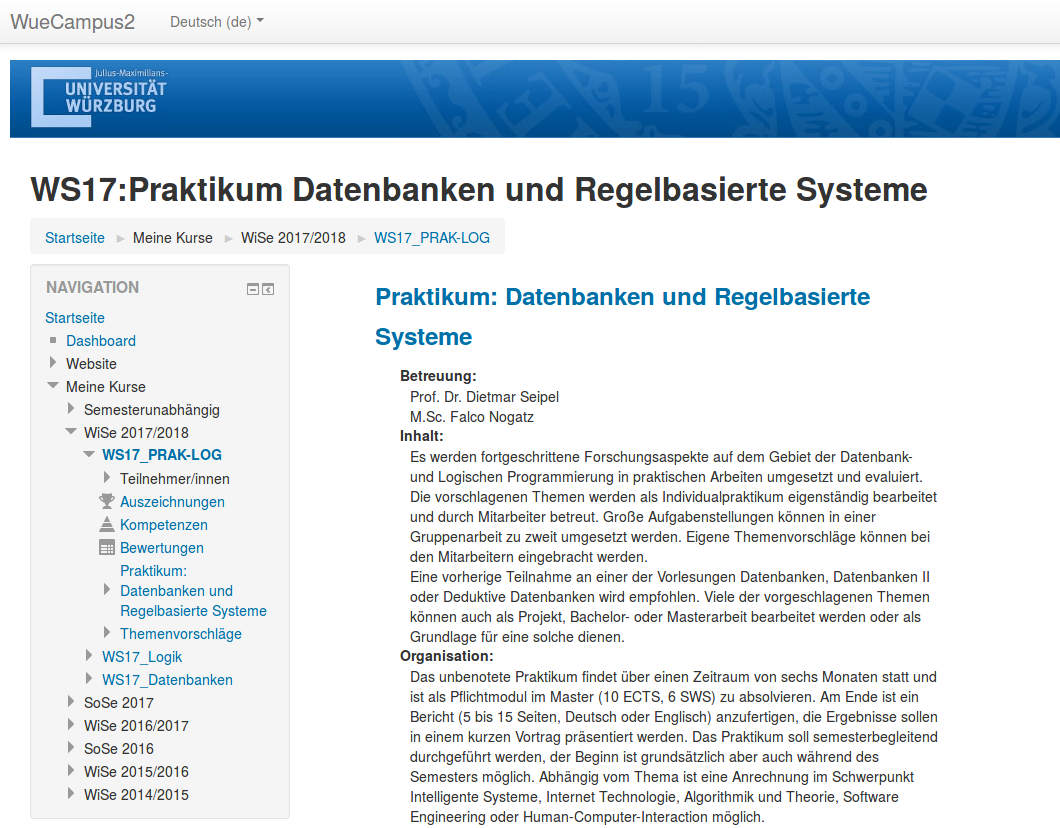 WueCampus2
Deutsch (de)
Julius-Maximilians-
UNIVERSITÄT
WÜRZBURG
15
WS17:Praktikum Datenbanken und Regelbasierte Systeme
Startseite
Meine Kurse
WiSe 2017/2018
WS17_PRAK-LOG
NAVIGATION
Startseite
Dashboard
Website
Meine Kurse
Semesterunabhängig
WiSe 2017/2018
WS17_PRAK-LOG
Teilnehmer/innen
Auszeichnungen
Kompetenzen
Bewertungen
Praktikum:
Datenbanken und
Regelbasierte Systeme
Themenvorschläge
WS17_Logik
WS17_Datenbanken
SoSe 2017
WiSe 2016/2017
SoSe 2016
WiSe 2015/2016
WiSe 2014/2015
Praktikum: Datenbanken und Regelbasierte
Systeme
Betreuung:
Prof. Dr. Dietmar Seipel
M.Sc. Falco Nogatz
Inhalt:
Es werden fortgeschrittene Forschungsaspekte auf dem Gebiet der Datenbank-
und Logischen Programmierung in praktischen Arbeiten umgesetzt und evaluiert.
Die vorschlagenen Themen werden als Individualpraktikum eigenständig bearbeitet
und durch Mitarbeiter betreut. Große Aufgabenstellungen können in einer
Gruppenarbeit zu zweit umgesetzt werden. Eigene Themenvorschläge können bei
den Mitarbeitern eingebracht werden.
Eine vorherige Teilnahme an einer der Vorlesungen Datenbanken, Datenbanken II
oder Deduktive Datenbanken wird empfohlen. Viele der vorgeschlagenen Themen
können auch als Projekt, Bachelor- oder Masterarbeit bearbeitet werden oder als
Grundlage für eine solche dienen.
Organisation:
Das unbenotete Praktikum findet über einen Zeitraum von sechs Monaten statt und
ist als Pflichtmodul im Master (10 ECTS, 6 SWS) zu absolvieren. Am Ende ist ein
Bericht (5 bis 15 Seiten, Deutsch oder Englisch) anzufertigen, die Ergebnisse sollen
in einem kurzen Vortrag präsentiert werden. Das Praktikum soll semesterbegleitend
durchgeführt werden, der Beginn ist grundsätzlich aber auch während des
Semesters möglich. Abhängig vom Thema ist eine Anrechnung im Schwerpunkt
Intelligente Systeme, Internet Technologie, Algorithmik und Theorie, Software
Engineering oder Human-Computer-Interaction möglich.